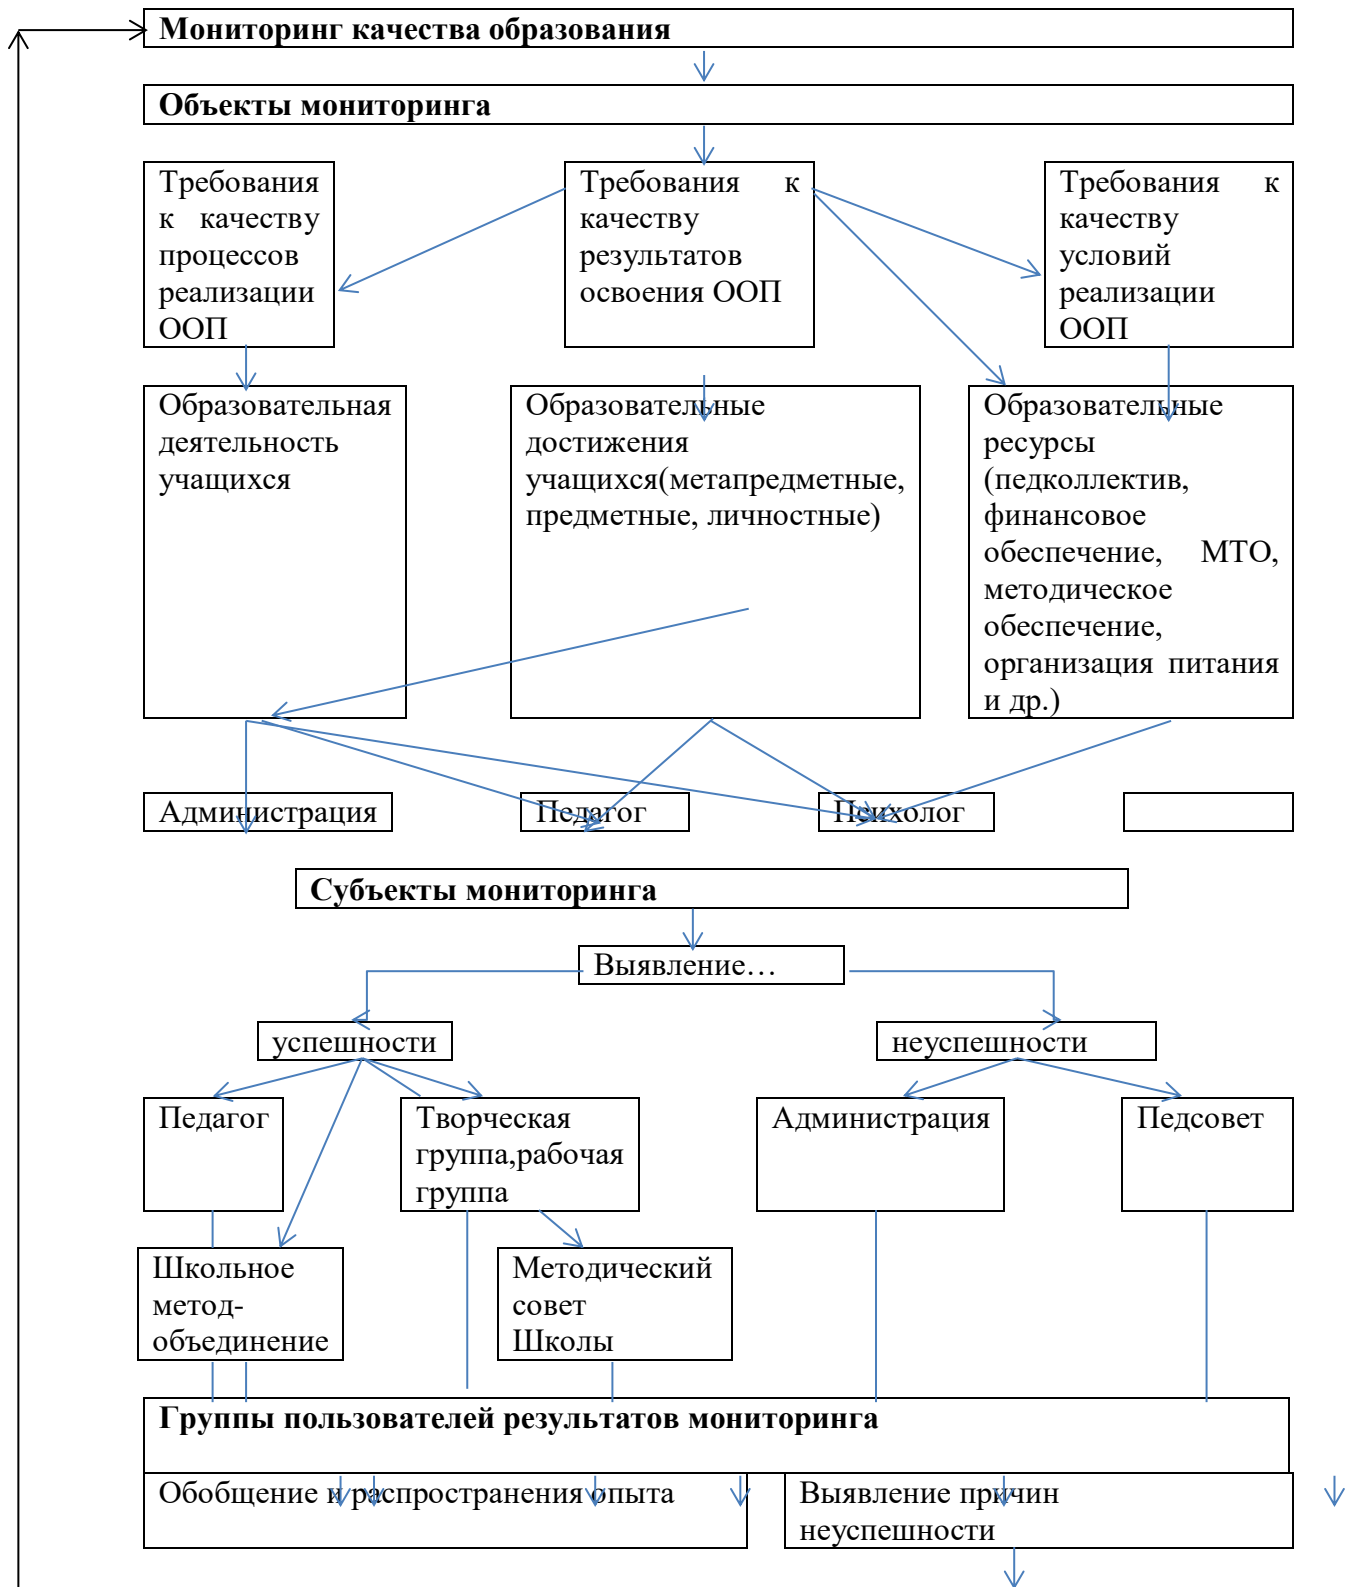 Мониторинг качества образования
Объекты мониторинга
Требования
к качеству
процессов
реализации
ООП
Требования к
качеству
результатов
освоения ООП
Требования к
качеству
условий
реализации
ООП
Образовательная
деятельность
учащихся
Образовательные
достижения
учащихся(метапредметные,
предметные, личностные)
Образовательные
ресурсы
(педколлектив,
финансовое
обеспечение, МТО,
методическое
обеспечение,
организация питания
и др.)
Администрация
Педагог
Психолог
Субъекты мониторинга
Выявление…
успешности
неуспешности
Педагог
Творческая
группа,рабочая
группа
Администрация
Педсовет
Школьное
метод-
объединение
Методический
совет
Школы
Группы пользователей результатов мониторинга
Обобщение и распространения опыта
Выявление причин
неуспешности